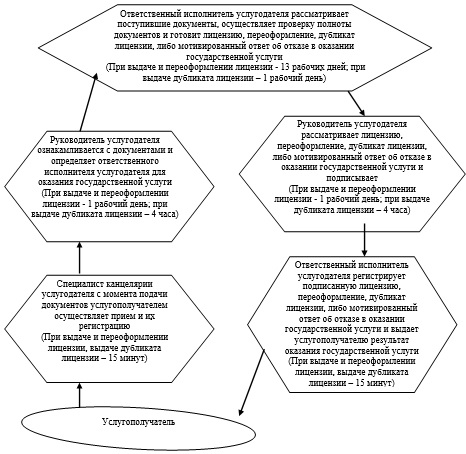 Ответственный исполнитель услугодателя рассматривает
поступившие документы, осуществляет проверку полноты
документов и готовит лицензию, переоформление, дубликат
лицензии, либо мотивированный ответ об отказе в оказании
государственной услуги
(При выдаче и переоформлении лицензии - 13 рабочих дней; при
выдаче дубликата лицензии – 1 рабочий день)
Руководитель услугодателя
ознакамливается с документами и
определяет ответственного
исполнителя услугодателя для
оказания государственной услуги
(При выдаче и переоформлении
лицензии - 1 рабочий день; при
выдаче дубликата лицензии – 4 часа)
Руководитель услугодателя
рассматривает лицензию,
переоформление, дубликат лицензии,
либо мотивированный ответ об отказе в
оказании государственной услуги и
подписывает
(При выдаче и переоформлении
лицензии - 1 рабочий день; при выдаче
дубликата лицензии – 4 часа)
Специалист канцелярии
услугодателя с момента подачи
документов услугополучателем
осуществляет прием и их
регистрацию
(При выдаче и переоформлении
лицензии, выдаче дубликата
лицензии – 15 минут)
Ответственный исполнитель
услугодателя регистрирует
подписанную лицензию,
переоформление, дубликат
лицензии, либо мотивированный
ответ об отказе в оказании
государственной услуги и выдает
услугополучателю результат
оказания государственной услуги
(При выдаче и переоформлении
лицензии, выдаче дубликата
лицензии – 15 минут)
Услугополучатель